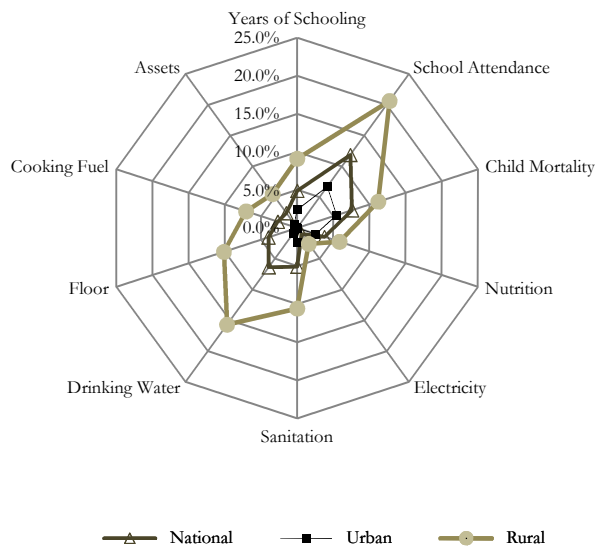 Years of Schooling
25.0%
20.0%
15.0%
10.0%
5.0%
0.0%
Assets
School Attendance
Cooking Fuel
Child Mortality
Floor
Nutrition
Drinking Water
Electricity
Sanitation
National
Urban
Rural